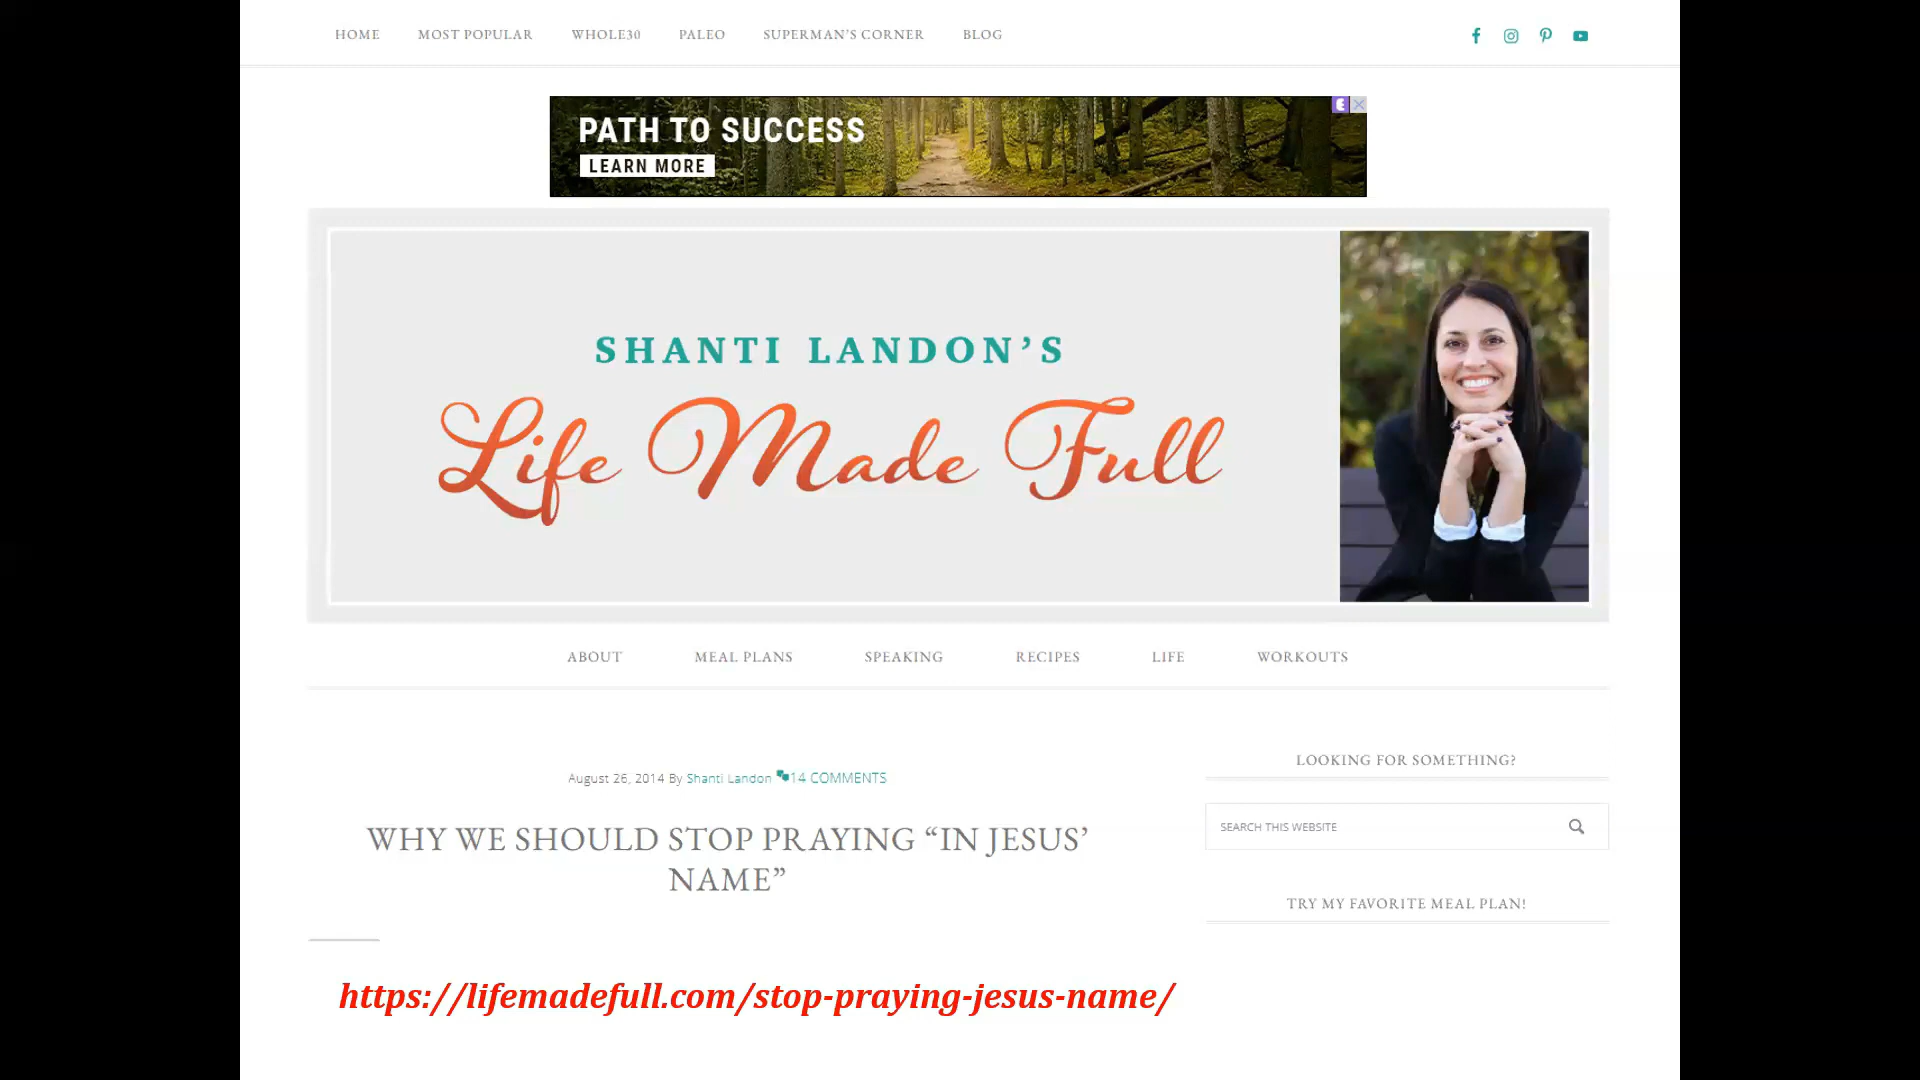 HOME MOST POPULAR WHOLE30 PALEO SUPERMAN'S CORNER BLOG
PATH TO SUCCESS
LEARN MORE
SHANTI LANDON'S
Life Made Full
ABOUT MEAL PLANS SPEAKING RECIPES LIFE WORKOUTS
August 26, 2014 By Shanti Landon 14 COMMENTS
WHY WE SHOULD STOP PRAYING “IN JESUS’
NAME”
LOOKING FOR SOMETHING?
SEARCH THIS WEBSITE
TRY MY FAVORITE MEAL PLAN!
https://lifemadefull.com/stop-praying-jesus-name/